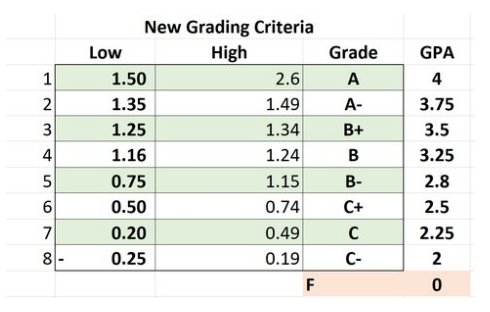 New Grading Criteria
Low High Grade GPA
1 1.50 2.6 A 4
2 1.35 1.49 A- 3.75
3 1.25 1.34 B+ 3.5
4 1.16 1.24 B 3.25
5 0.75 1.15 B- 2.8
6 0.50 0.74 C+ 2.5
7 0.20 0.49 C 2.25
8 - 0.25 0.19 C- 2
F 0